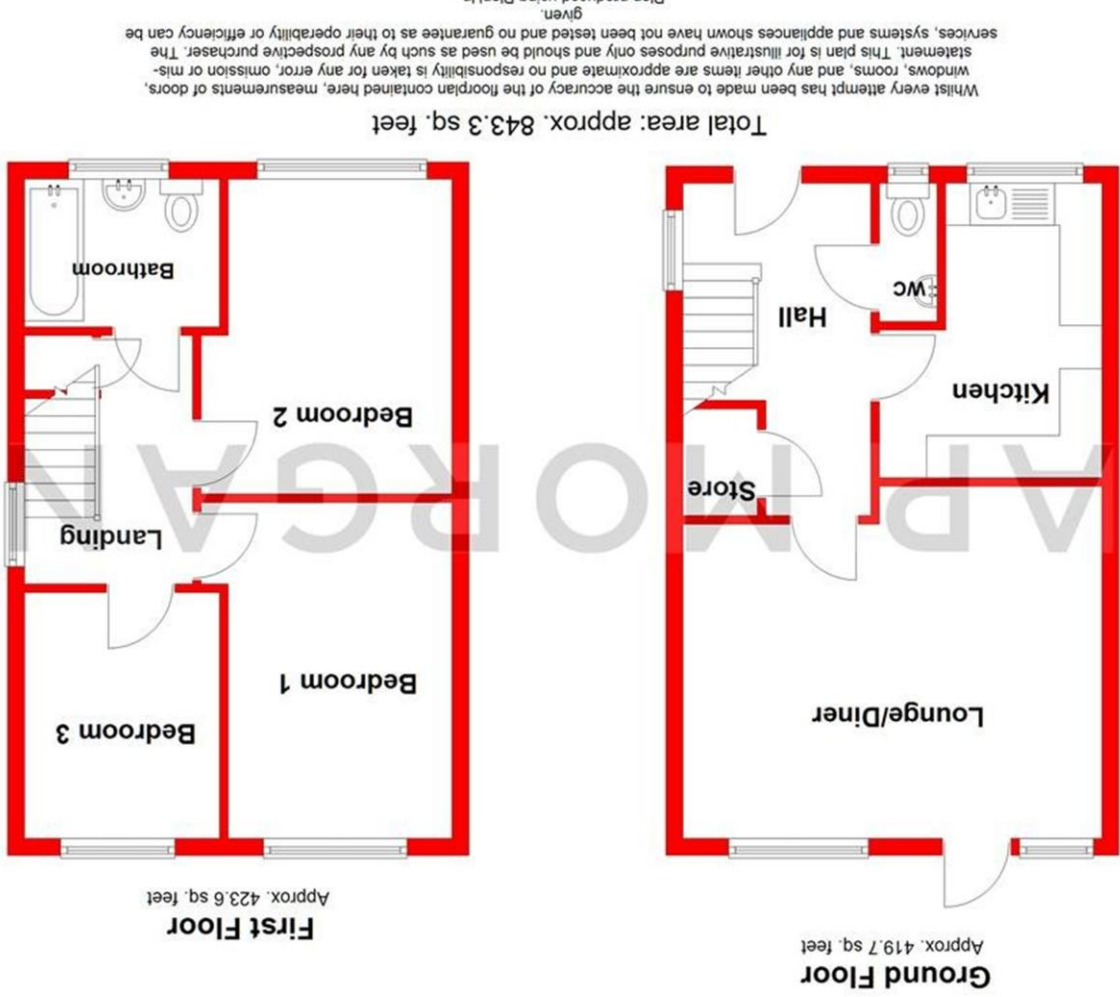 Ground Floor
Approx. 419.7 sq. feet
Lounge/Diner
Store
Kitchen
Hall
WC
First Floor
Approx. 423.6 sq. feet
Bedroom 3
Bedroom 1
Landing
Bedroom 2
Bathroom
AP MORGAN
Total area: approx. 843.3 sq. feet
Whilst every attempt has been made to ensure the accuracy of the floorplan contained here, measurements of doors,
windows, rooms, and any other items are approximate and no responsibility is taken for any error, omission or mis-
statement. This plan is for illustrative purposes only and should be used as such by any prospective purchaser. The
services, systems and appliances shown have not been tested and no guarantee as to their operability or efficiency can be
given.
Plan produced using PlanUp.